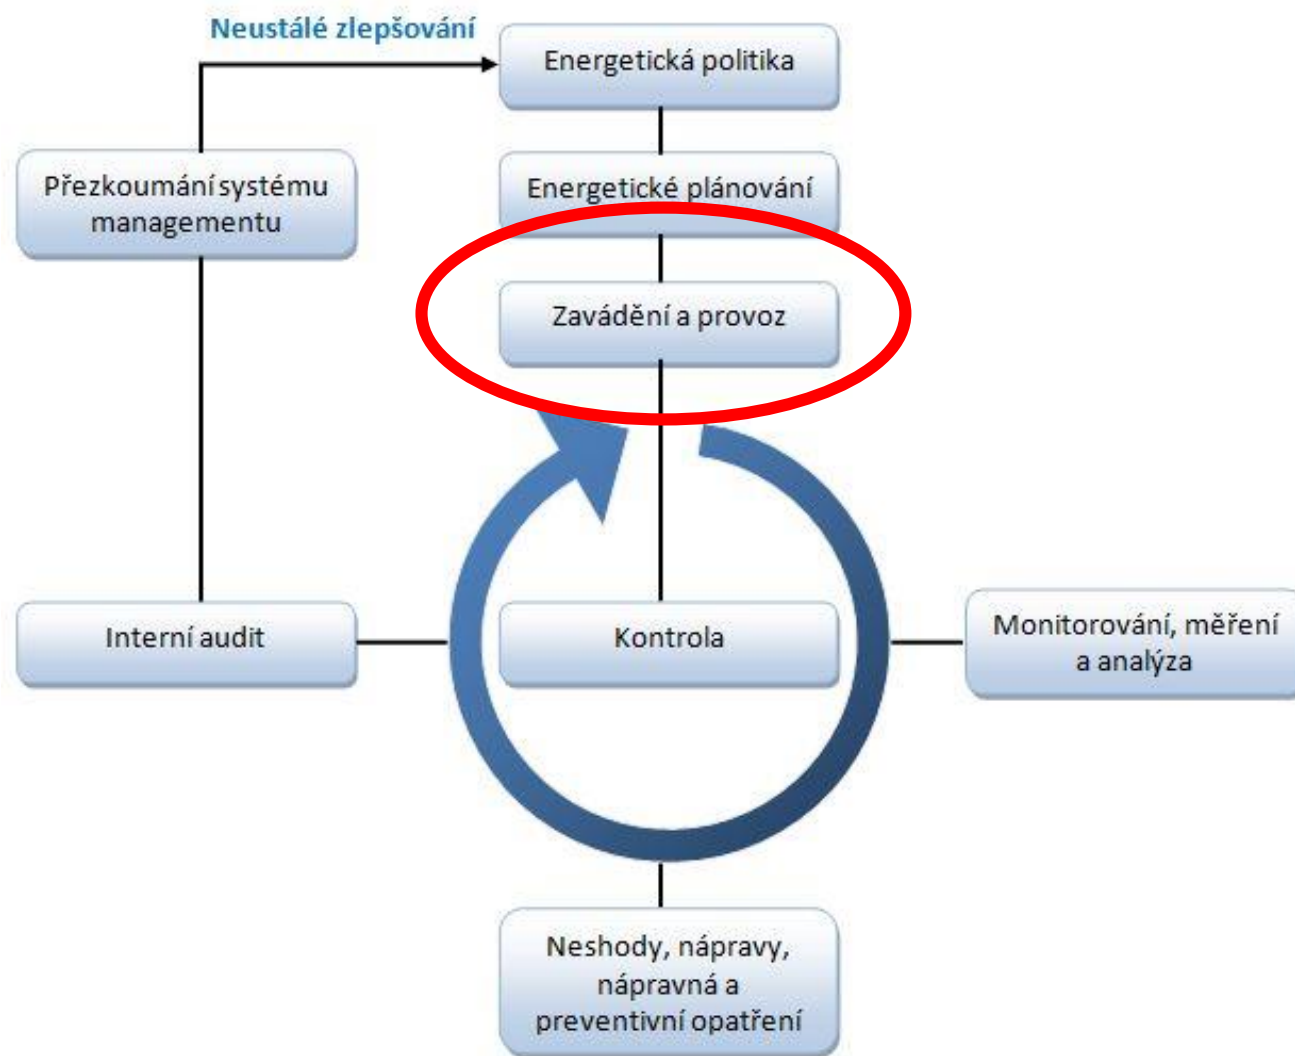 Neustálé zlepšování
Energetická politika
Přezkoumání systému
managementu
Energetické plánování
Zavádění a provoz
Interní audit
Kontrola
Monitorování, měření
a analýza
Neshody, nápravy,
nápravná a
preventivní opatření